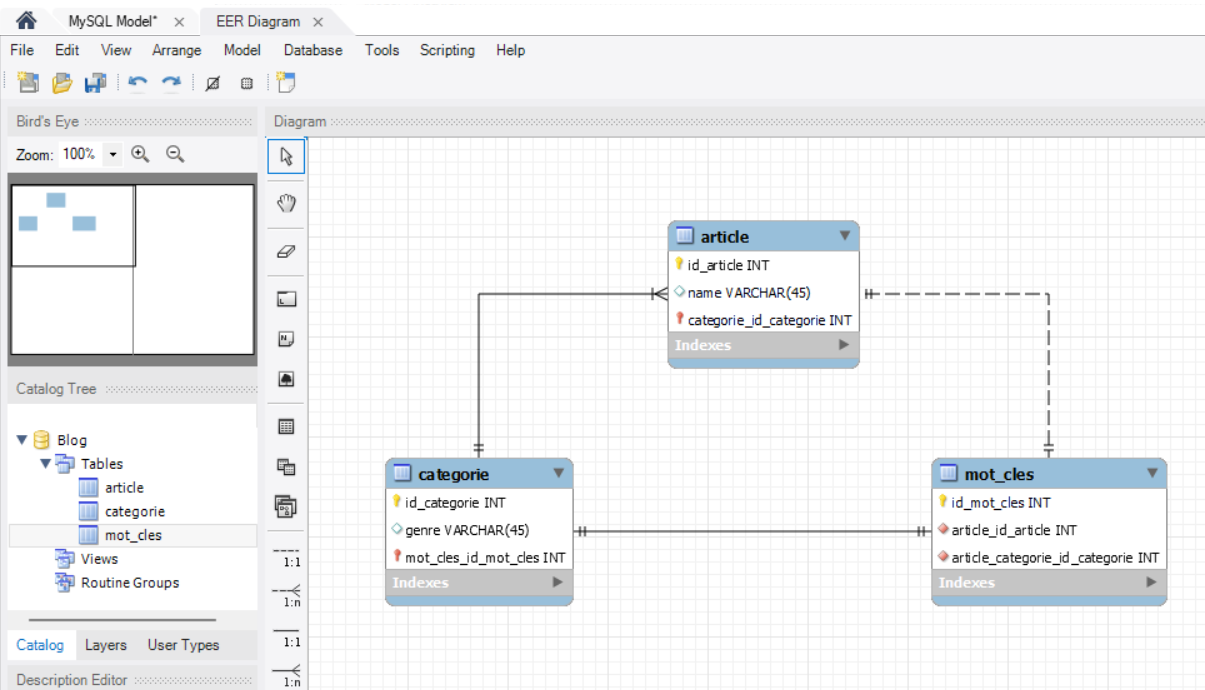 MySQL Model* × EER Diagram ×
File Edit View Arrange Model Database Tools Scripting Help
Bird's Eye
Zoom: 100%
Diagram
article
id_article INT
name VARCHAR(45)
categorie_id_categorie INT
Indexes
categorie
id_categorie INT
genre VARCHAR(45)
mot_cles_id_mot_cles INT
Indexes
mot_cles
id_mot_cles INT
article_id_article INT
article_categorie_id_categorie INT
Indexes
Catalog Tree
Blog
Tables
article
categorie
mot_cles
Views
Routine Groups
Catalog Layers User Types
Description Editor
1:1
1:n
1:1
1:n